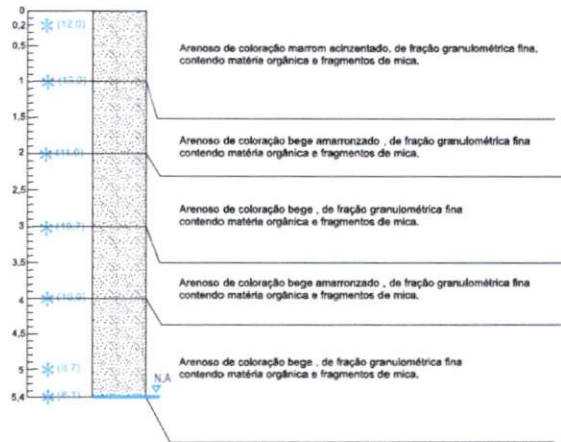 0
0,2 (12.0)
0,5
Arenoso de coloração marrom acinzentado, de fração granulométrica fina,
contendo matéria orgânica e fragmentos de mica.
1
1,5
Arenoso de coloração bege amarronzado , de fração granulométrica fina
contendo matéria orgânica e fragmentos de mica.
2
2,5
Arenoso de coloração bege , de fração granulométrica fina
contendo matéria orgânica e fragmentos de mica.
3
3,5
Arenoso de coloração bege amarronzado , de fração granulométrica fina
contendo matéria orgânica e fragmentos de mica.
4
4,5
Arenoso de coloração bege , de fração granulométrica fina
contendo matéria orgânica e fragmentos de mica.
5
N.A
5,4